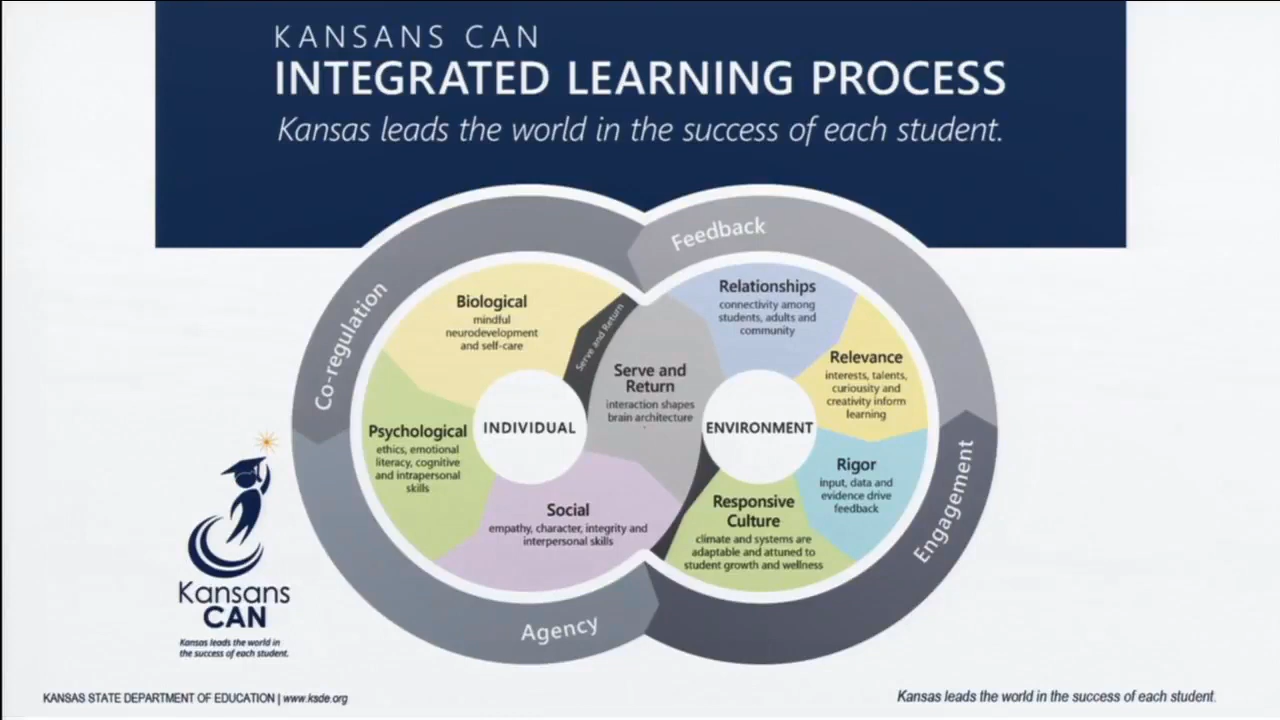 KANSANS CAN
INTEGRATED LEARNING PROCESS
Kansas leads the world in the success of each student.
Feedback
Co-regulation
Biological
mindful
neurodevelopment
and self-care
Serve and Return
Relationships
connectivity among
students, adults and
community
Serve and
Return
interaction shapes
brain architecture
Relevance
interests, talents,
curiousity and
creativity inform
learning
INDIVIDUAL
ENVIRONMENT
Psychological
ethics, emotional
literacy, cognitive
and intrapersonal
skills
Rigor
input, data and
evidence drive
feedback
Social
empathy, character, integrity and
interpersonal skills
Responsive
Culture
climate and systems are
adaptable and attuned to
student growth and wellness
Engagement
Agency
Kansans
CAN
Kansas leads the world in
the success of each student.
KANSAS STATE DEPARTMENT OF EDUCATION | www.ksde.org
Kansas leads the world in the success of each student.